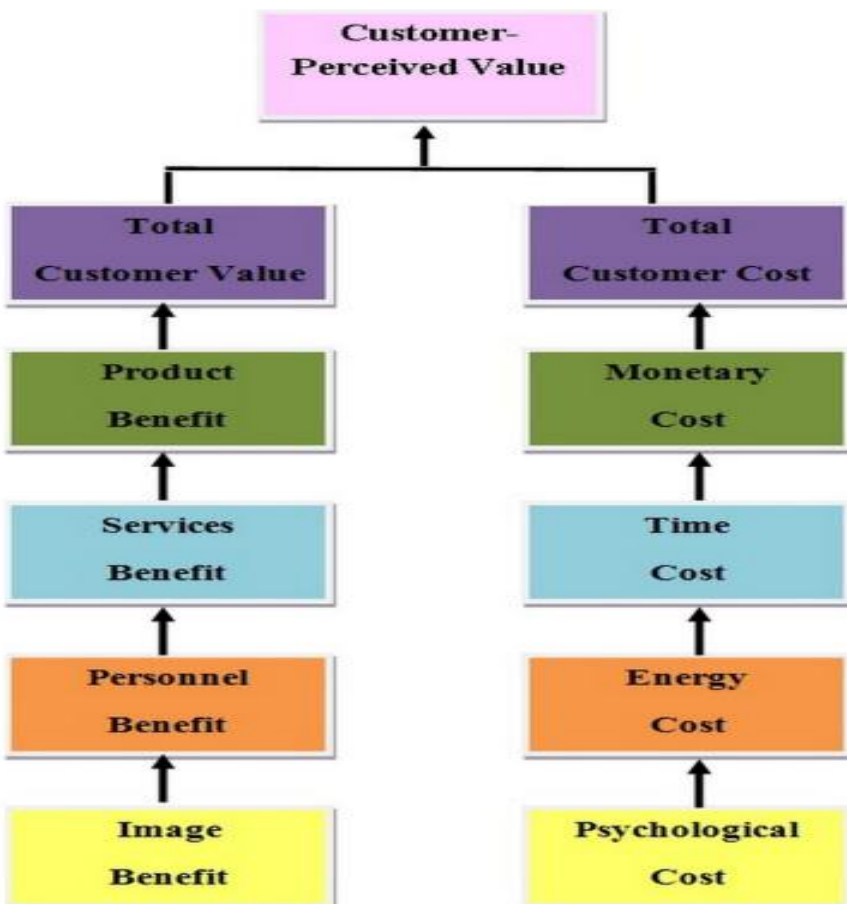 Customer-
Perceived Value
Total
Customer Value
Total
Customer Cost
Product
Benefit
Monetary
Cost
Services
Benefit
Time
Cost
Personnel
Benefit
Energy
Cost
Image
Benefit
Psychological
Cost